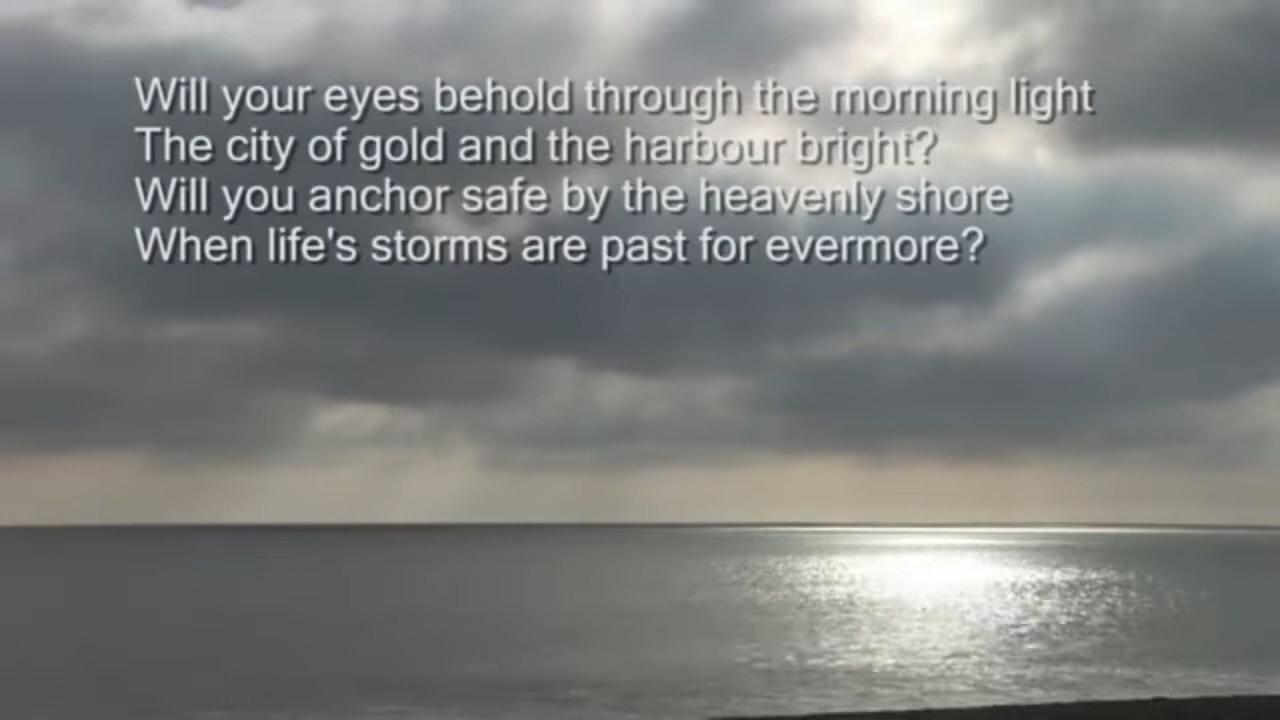 Will your eyes behold through the morning light
The city of gold and the harbour bright?
Will you anchor safe by the heavenly shore
When life's storms are past for evermore?